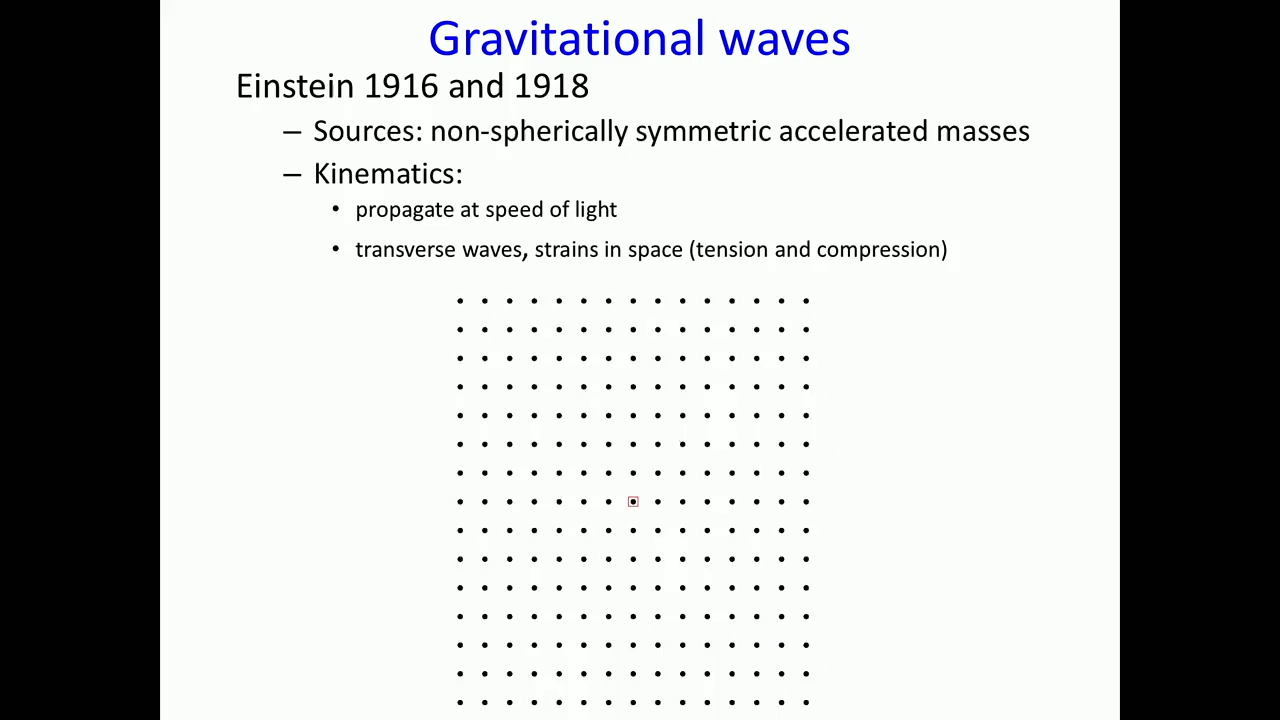 Gravitational waves
Einstein 1916 and 1918
– Sources: non-spherically symmetric accelerated masses
– Kinematics:
• propagate at speed of light
• transverse waves, strains in space (tension and compression)